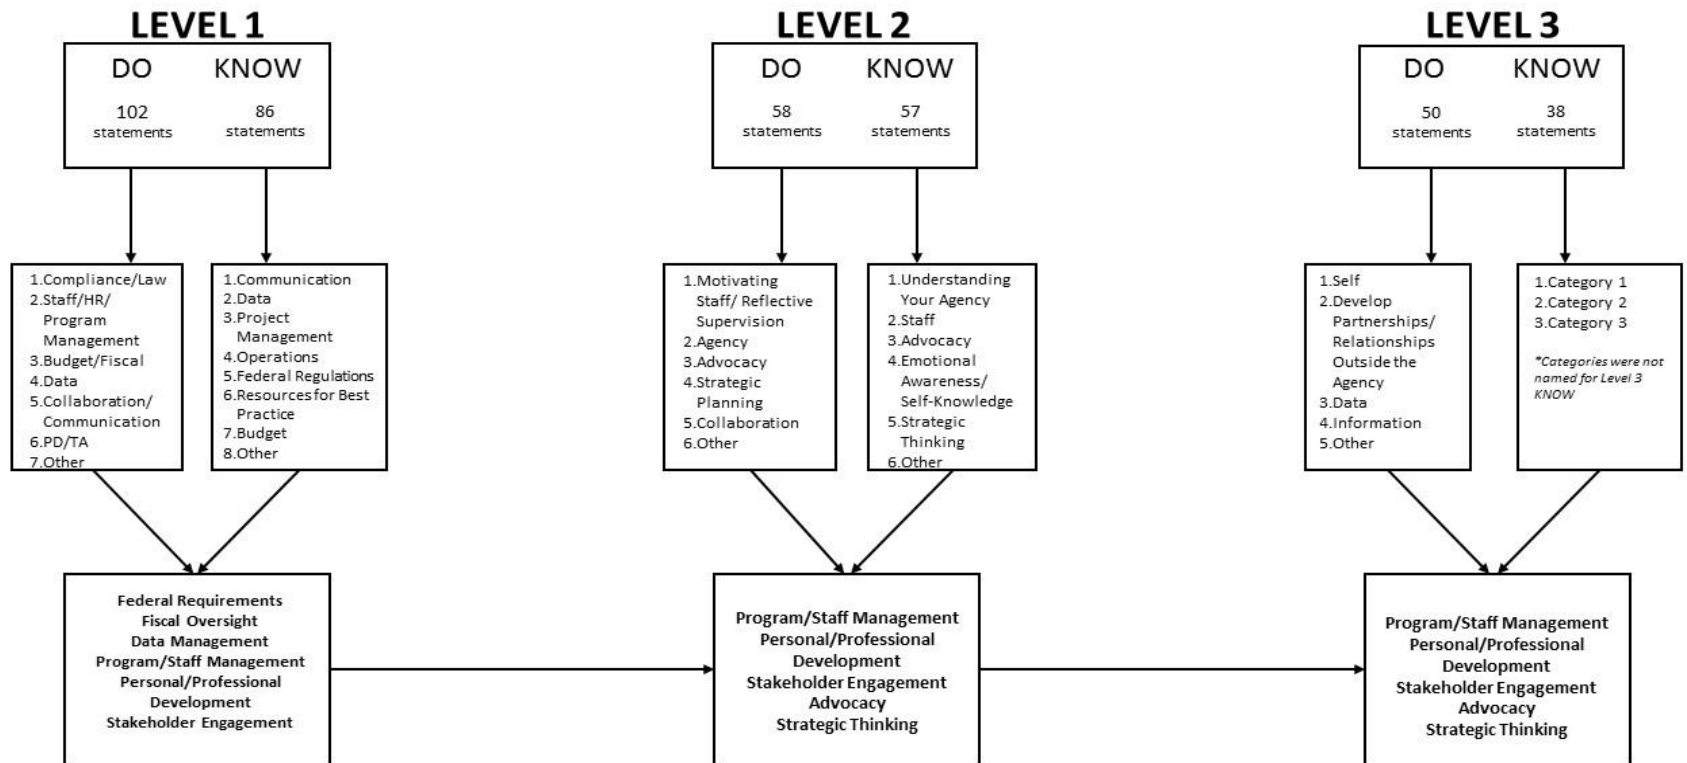 LEVEL 1
DO KNOW
102 86
statements statements
1.Compliance/Law
2.Staff/HR/
Program
Management
3.Budget/Fiscal
4.Data
5.Collaboration/
Communication
6.PD/TA
7.Other
1.Communication
2.Data
3.Project
Management
4.Operations
5.Federal Regulations
6.Resources for Best
Practice
7.Budget
8.Other
Federal Requirements
Fiscal Oversight
Data Management
Program/Staff Management
Personal/Professional
Development
Stakeholder Engagement
LEVEL 2
DO KNOW
58 57
statements statements
1.Motivating
Staff/ Reflective
Supervision
2.Agency
3.Advocacy
4.Strategic
Planning
5.Collaboration
6.Other
1.Understanding
Your Agency
2.Staff
3.Advocacy
4.Emotional
Awareness/
Self-Knowledge
5.Strategic
Thinking
6.Other
Program/Staff Management
Personal/Professional
Development
Stakeholder Engagement
Advocacy
Strategic Thinking
LEVEL 3
DO KNOW
50 38
statements statements
1.Self
2.Develop
Partnerships/
Relationships
Outside the
Agency
3.Data
4.Information
5.Other
1.Category 1
2.Category 2
3.Category 3
*Categories were not
named for Level 3
KNOW
Program/Staff Management
Personal/Professional
Development
Stakeholder Engagement
Advocacy
Strategic Thinking